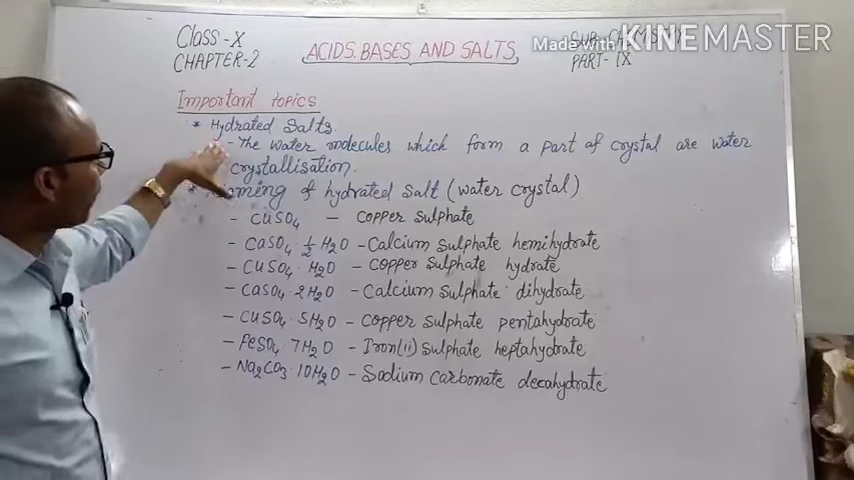 CLASS-X
CHAPTER-2
ACIDS, BASES AND SALTS
PART-IX
Made with KINEMASTER
Important topics
* Hydrated Salts.
- The water molecules which form a part of crystal are water
crystallisation.
* of hydrated Salt (water crystal)
- CuSO4 - Copper Sulphate
- CaSO4. 1/2 H2O - Calcium Sulphate hemihydrate
- CuSO4. H2O - Copper Sulphate hydrate
- CaSO4. 2H2O - Calcium Sulphate dihydrate
- CuSO4. 5H2O - Copper Sulphate pentahydrate
- FeSO4. 7H2O - Iron(ii) Sulphate heptahydrate
- Na2CO3. 10H2O - Sodium Carbonate decahydrate